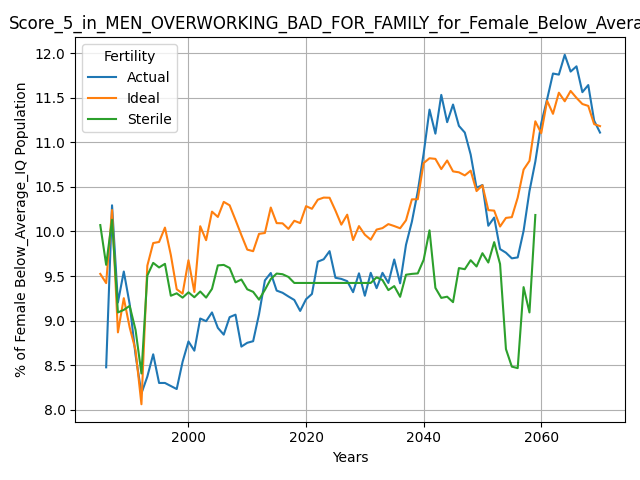 Score_5_in_MEN_OVERWORKING_BAD_FOR_FAMILY_for_Female_Below_Avera
% of Female Below_Average_IQ Population
12.0
11.5
11.0
10.5
10.0
9.5
9.0
8.5
8.0
Fertility
Actual
Ideal
Sterile
2000
2020
2040
2060
Years